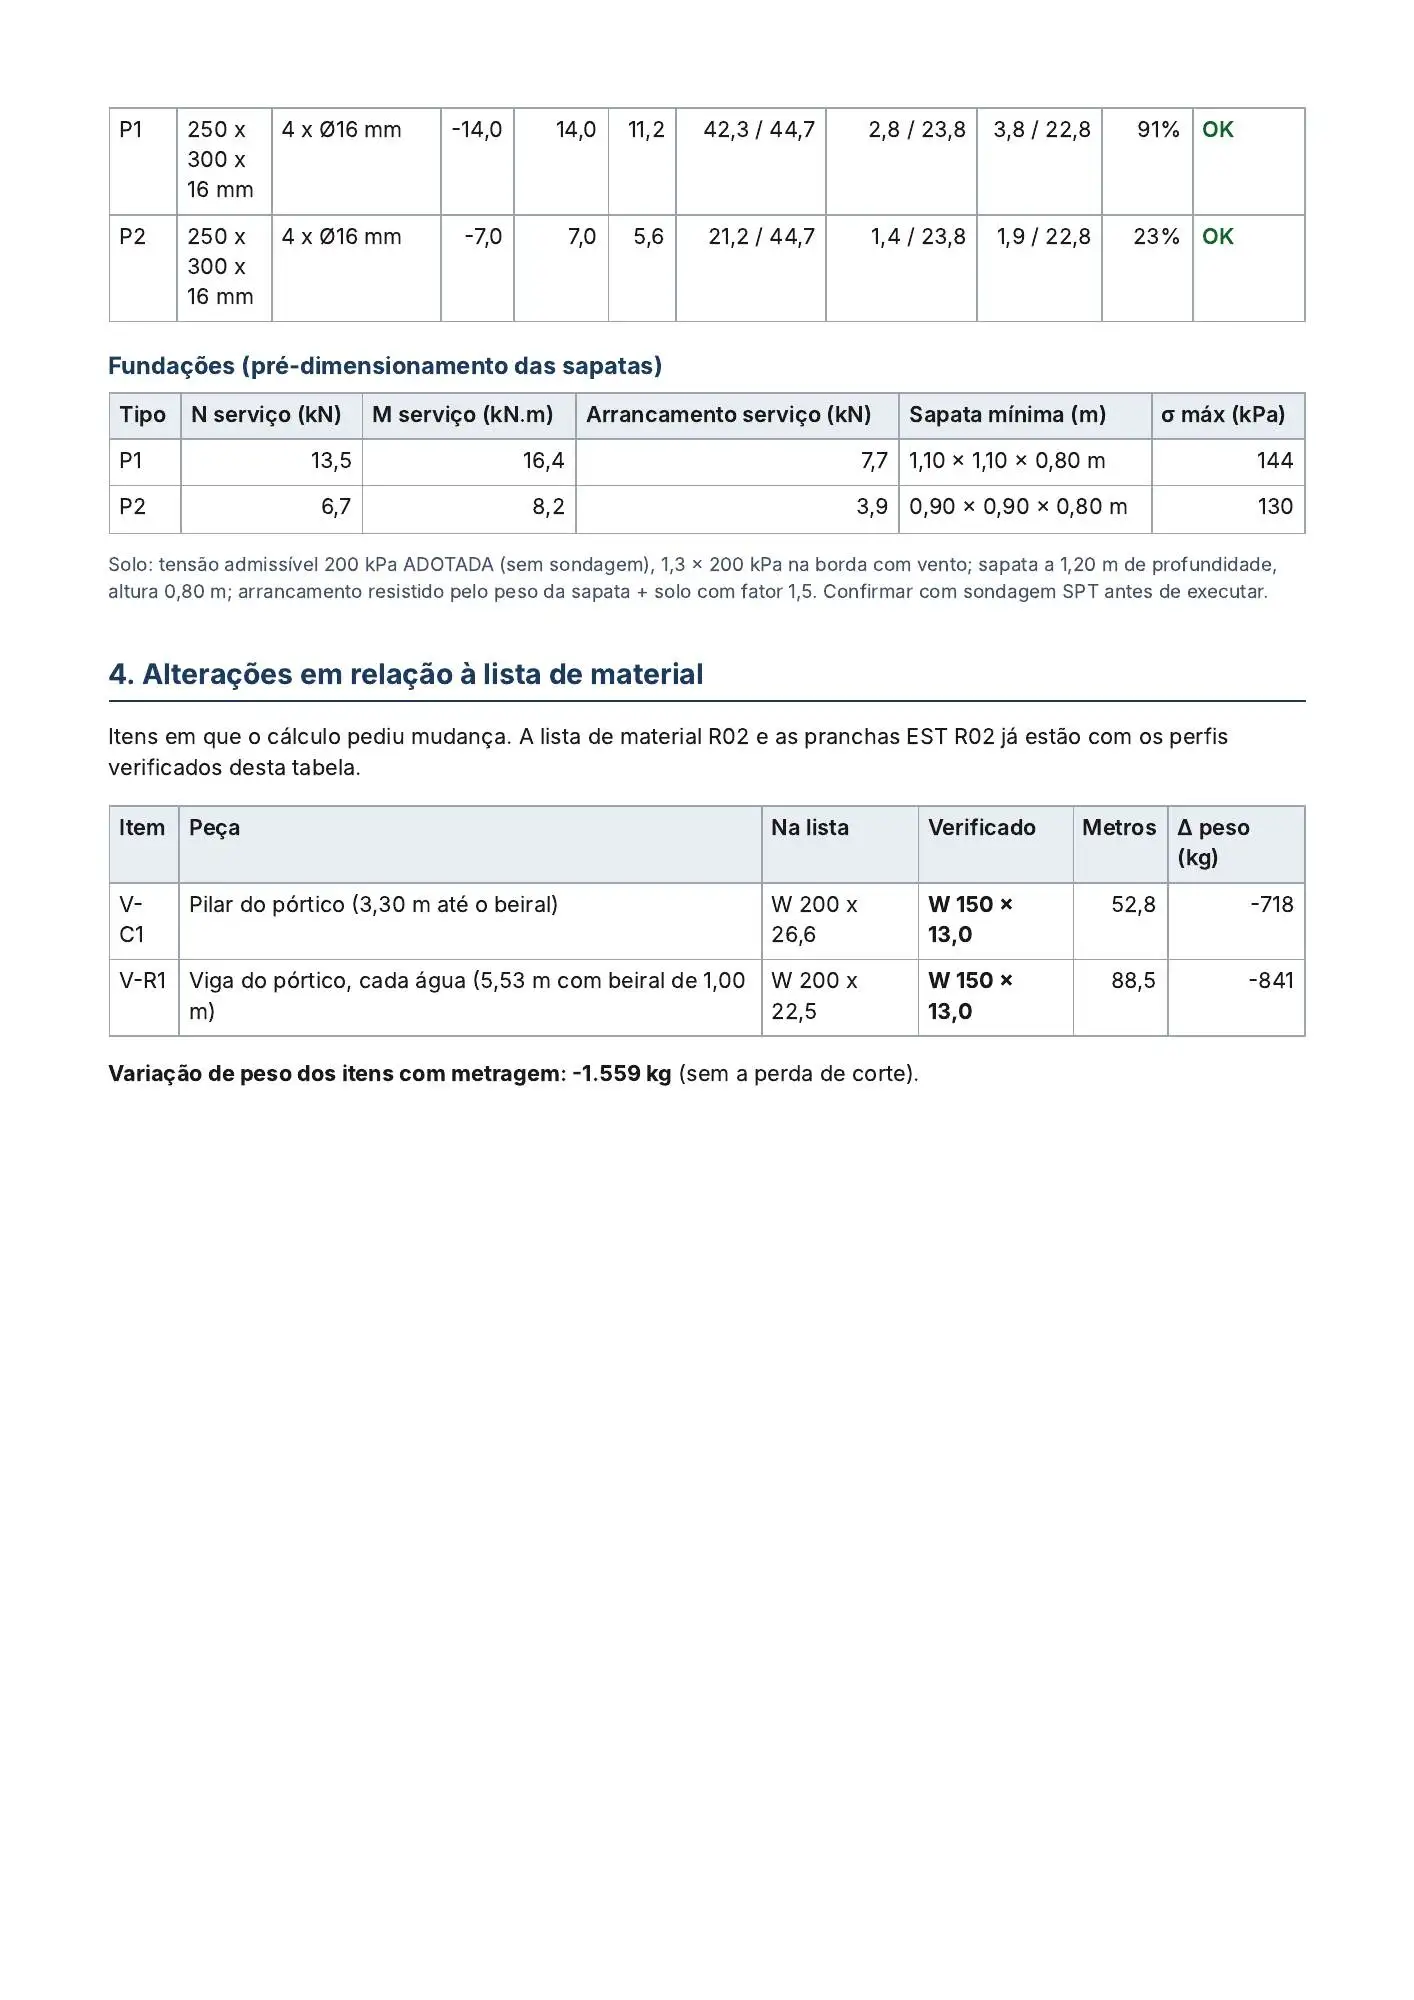 P1 250 x 4 x Ø16 mm -14,0 14,0 11,2 42,3 / 44,7 2,8 / 23,8 3,8 / 22,8 91% OK
300 x
16 mm
P2 250 x 4 x Ø16 mm -7,0 7,0 5,6 21,2 / 44,7 1,4 / 23,8 1,9 / 22,8 23% OK
300 x
16 mm
Fundações (pré-dimensionamento das sapatas)
Tipo N serviço (kN) M serviço (kN.m) Arrancamento serviço (kN) Sapata mínima (m) σ máx (kPa)
P1 13,5 16,4 7,7 1,10 × 1,10 × 0,80 m 144
P2 6,7 8,2 3,9 0,90 × 0,90 × 0,80 m 130
Solo: tensão admissível 200 kPa ADOTADA (sem sondagem), 1,3 × 200 kPa na borda com vento; sapata a 1,20 m de profundidade,
altura 0,80 m; arrancamento resistido pelo peso da sapata + solo com fator 1,5. Confirmar com sondagem SPT antes de executar.
4. Alterações em relação à lista de material
Itens em que o cálculo pediu mudança. A lista de material R02 e as pranchas EST R02 já estão com os perfis
verificados desta tabela.
Item Peça Na lista Verificado Metros Δ peso
(kg)
V- Pilar do pórtico (3,30 m até o beiral) W 200 x W 150 × 52,8 -718
C1 26,6 13,0
V-R1 Viga do pórtico, cada água (5,53 m com beiral de 1,00 W 200 x W 150 × 88,5 -841
m) 22,5 13,0
Variação de peso dos itens com metragem: -1.559 kg (sem a perda de corte).